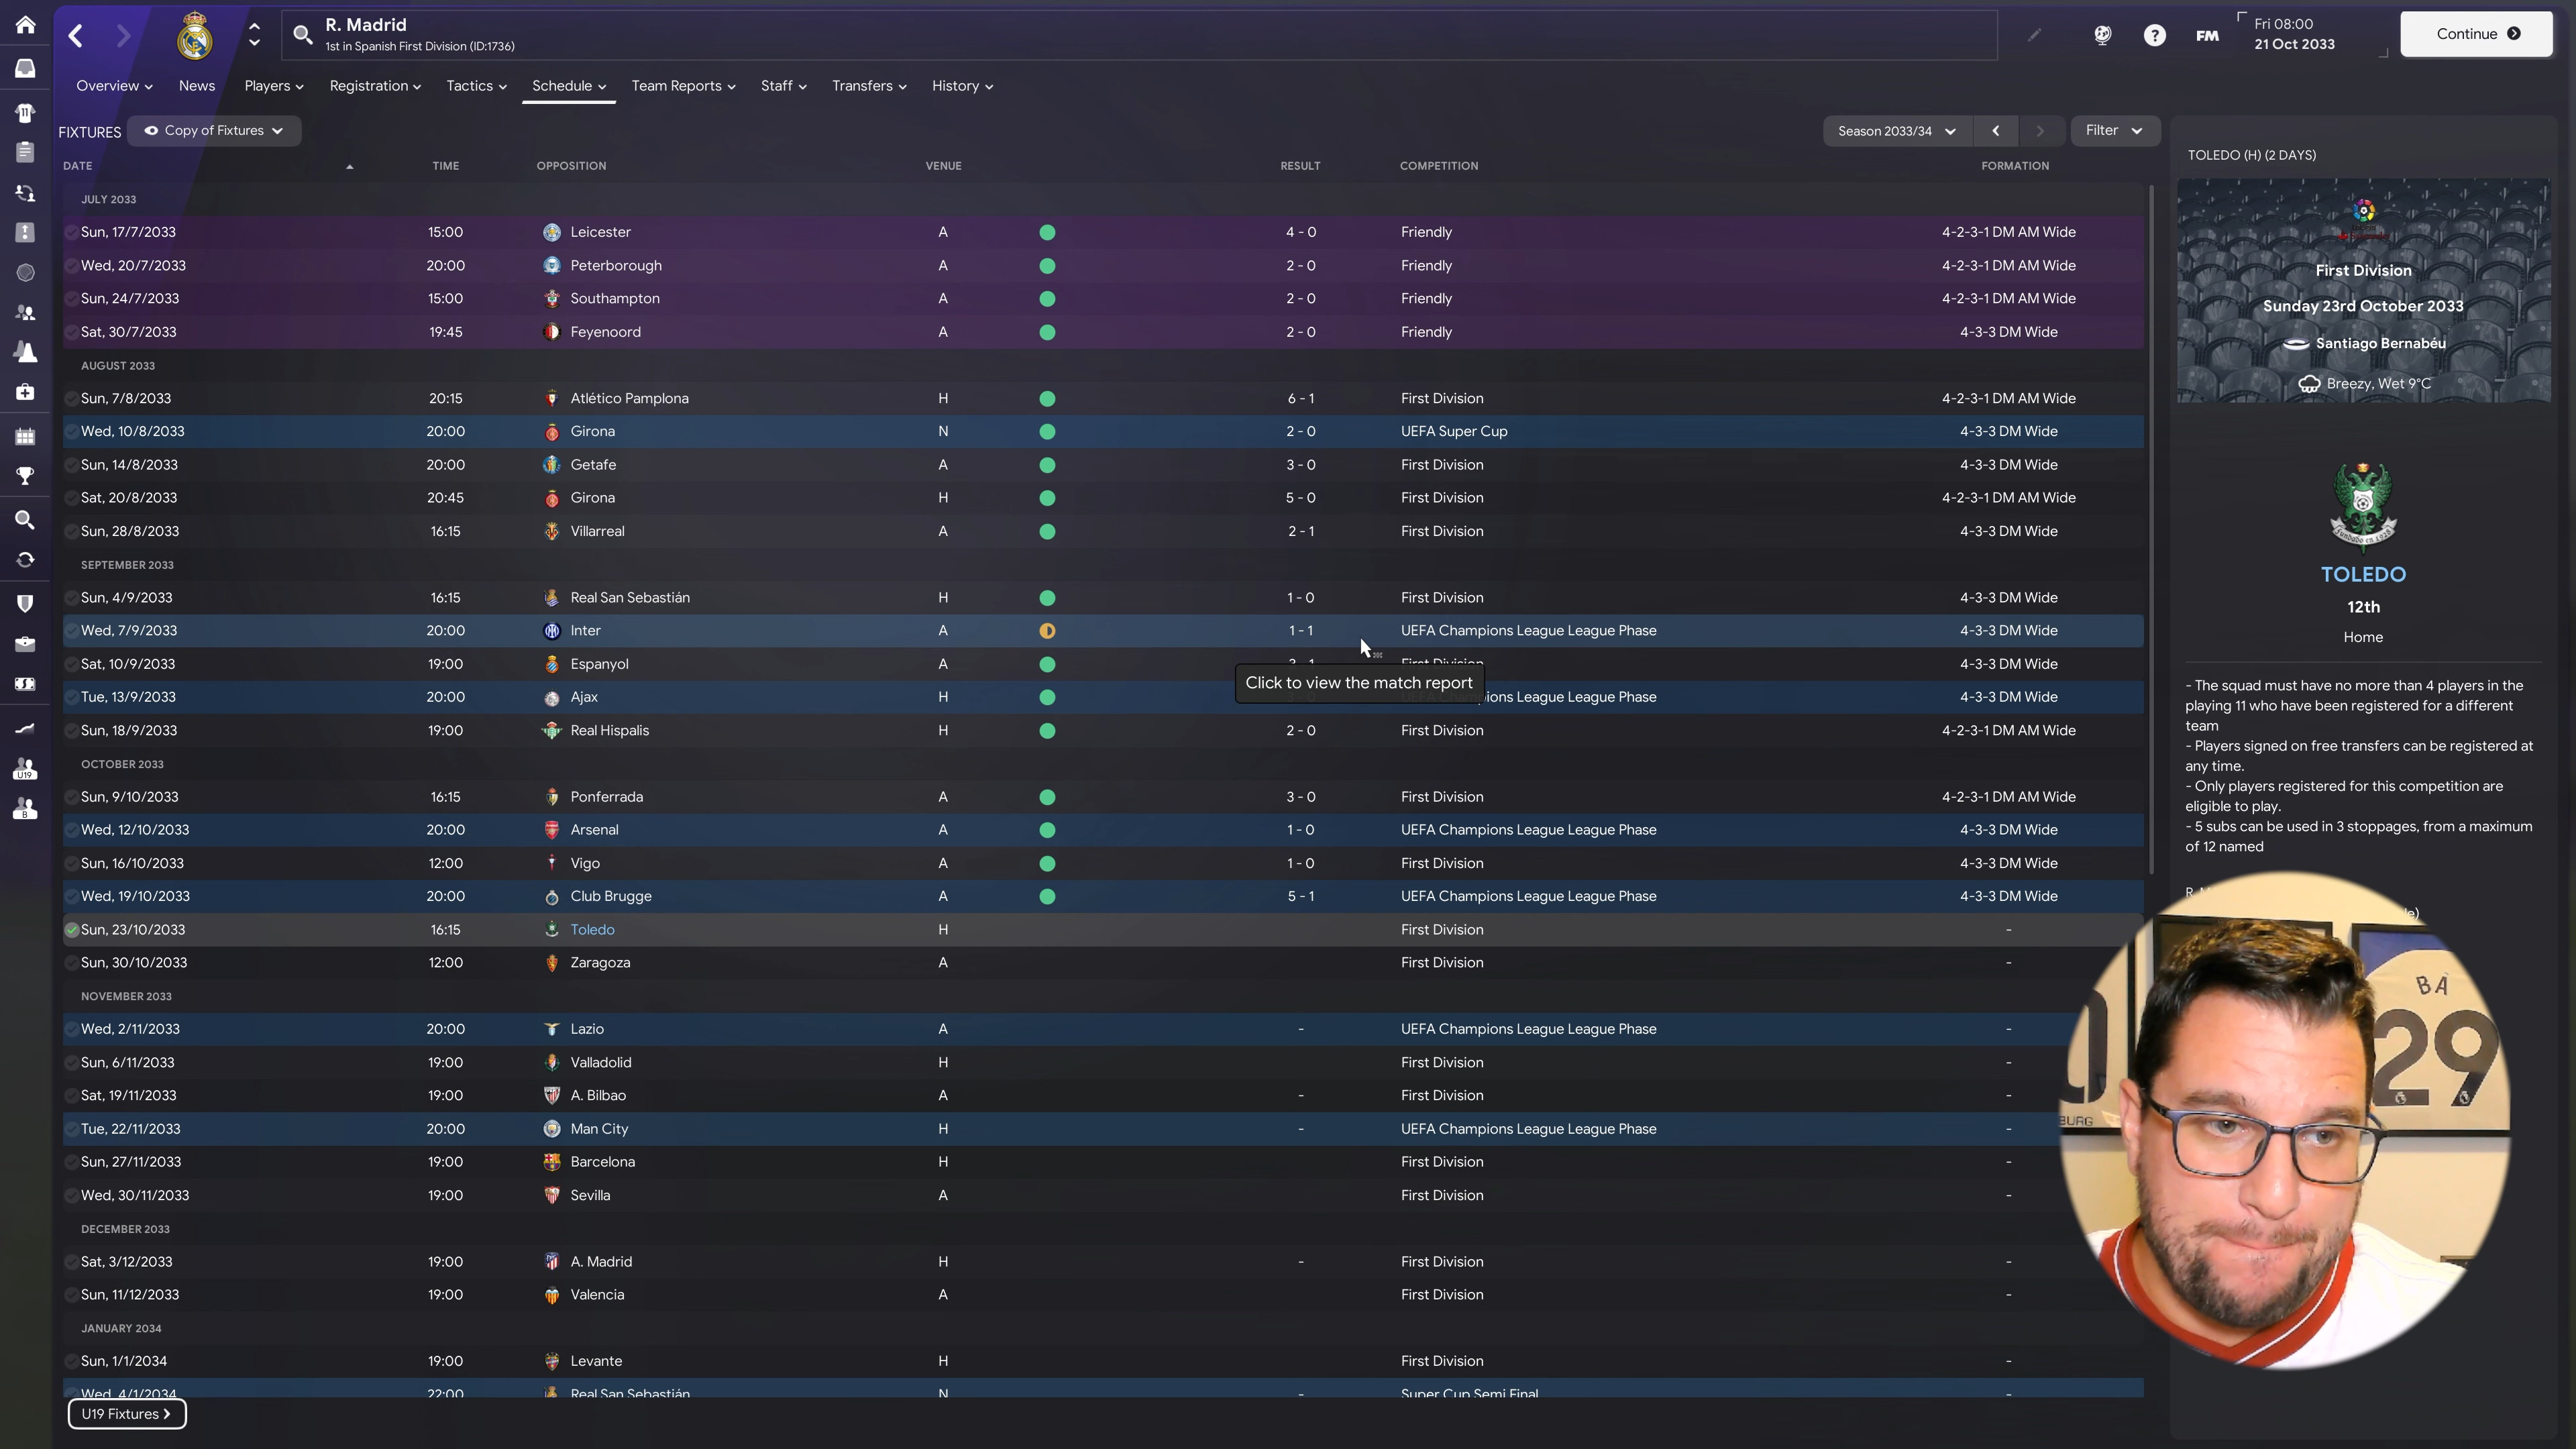 R. Madrid
1st in Spanish First Division (ID:1736)
FM
Fri 08:00
21 Oct 2033
Continue
Overview News Players Registration Tactics Schedule Team Reports Staff Transfers History
FIXTURES Copy of Fixtures Season 2033/34 Filter
DATE TIME OPPOSITION VENUE RESULT COMPETITION FORMATION
JULY 2033
Sun, 17/7/2033 15:00 Leicester A 4 - 0 Friendly 4-2-3-1 DM AM Wide
Wed, 20/7/2033 20:00 Peterborough A 2 - 0 Friendly 4-2-3-1 DM AM Wide
Sun, 24/7/2033 15:00 Southampton A 2 - 0 Friendly 4-2-3-1 DM AM Wide
Sat, 30/7/2033 19:45 Feyenoord A 2 - 0 Friendly 4-3-3 DM Wide
AUGUST 2033
Sun, 7/8/2033 20:15 Atlético Pamplona H 6 - 1 First Division 4-2-3-1 DM AM Wide
Wed, 10/8/2033 20:00 Girona N 2 - 0 UEFA Super Cup 4-3-3 DM Wide
Sun, 14/8/2033 20:00 Getafe A 3 - 0 First Division 4-3-3 DM Wide
Sat, 20/8/2033 20:45 Girona H 5 - 0 First Division 4-2-3-1 DM AM Wide
Sun, 28/8/2033 16:15 Villarreal A 2 - 1 First Division 4-3-3 DM Wide
SEPTEMBER 2033
Sun, 4/9/2033 16:15 Real San Sebastián H 1 - 0 First Division 4-3-3 DM Wide
Wed, 7/9/2033 20:00 Inter A 1 - 1 UEFA Champions League League Phase 4-3-3 DM Wide
Sat, 10/9/2033 19:00 Espanyol A First Division 4-3-3 DM Wide
Click to view the match report
Tue, 13/9/2033 20:00 Ajax H League Phase 4-3-3 DM Wide
Sun, 18/9/2033 19:00 Real Hispalis H 2 - 0 First Division 4-2-3-1 DM AM Wide
OCTOBER 2033
Sun, 9/10/2033 16:15 Ponferrada A 3 - 0 First Division 4-2-3-1 DM AM Wide
Wed, 12/10/2033 20:00 Arsenal A 1 - 0 UEFA Champions League League Phase 4-3-3 DM Wide
Sun, 16/10/2033 12:00 Vigo A 1 - 0 First Division 4-3-3 DM Wide
Wed, 19/10/2033 20:00 Club Brugge A 5 - 1 UEFA Champions League League Phase 4-3-3 DM Wide
Sun, 23/10/2033 16:15 Toledo H First Division -
Sun, 30/10/2033 12:00 Zaragoza A First Division -
NOVEMBER 2033
Wed, 2/11/2033 20:00 Lazio A - UEFA Champions League League Phase -
Sun, 6/11/2033 19:00 Valladolid H First Division -
Sat, 19/11/2033 19:00 A. Bilbao A - First Division -
Tue, 22/11/2033 20:00 Man City H - UEFA Champions League League Phase -
Sun, 27/11/2033 19:00 Barcelona H First Division -
Wed, 30/11/2033 19:00 Sevilla A First Division -
DECEMBER 2033
Sat, 3/12/2033 19:00 A. Madrid H - First Division -
Sun, 11/12/2033 19:00 Valencia A First Division -
JANUARY 2034
Sun, 1/1/2034 19:00 Levante H First Division -
Wed, 4/1/2034 22:00 Real San Sebastián N - Super Cup Semi Final -
U19 Fixtures
TOLEDO (H) (2 DAYS)
First Division
Sunday 23rd October 2033
Santiago Bernabéu
Breezy, Wet 9°C
TOLEDO
12th
Home
- The squad must have no more than 4 players in the
playing 11 who have been registered for a different
team
- Players signed on free transfers can be registered at
any time.
- Only players registered for this competition are
eligible to play.
- 5 subs can be used in 3 stoppages, from a maximum
of 12 named
BA
29
BURG
11
U19
B